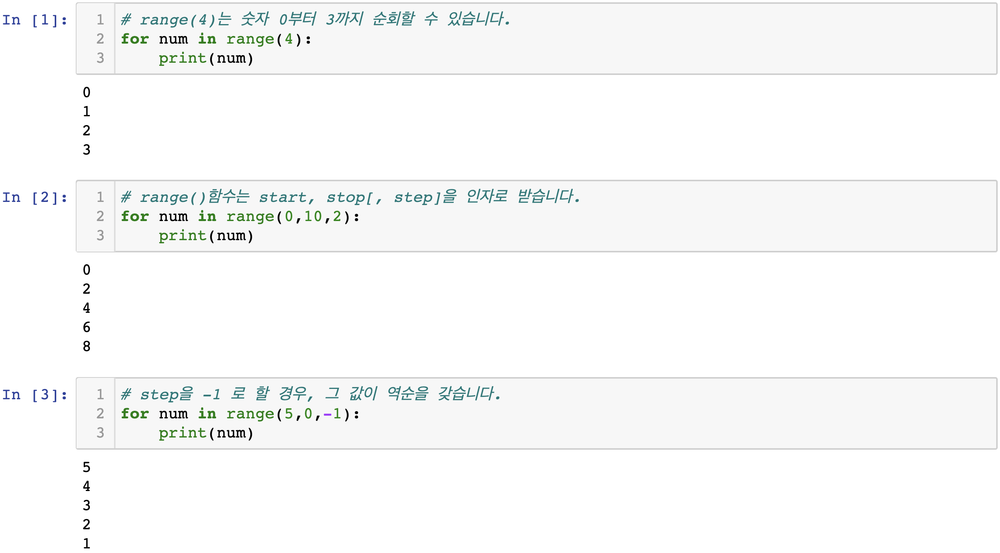 In [1]:
1 # range(4)는 숫자 0부터 3까지 순회할 수 있습니다.
2 for num in range(4):
3     print(num)
0
1
2
3
In [2]:
1 # range()함수는 start, stop[, step]을 인자로 받습니다.
2 for num in range(0,10,2):
3     print(num)
0
2
4
6
8
In [3]:
1 # step을 -1 로 할 경우, 그 값이 역순을 갖습니다.
2 for num in range(5,0,-1):
3     print(num)
5
4
3
2
1